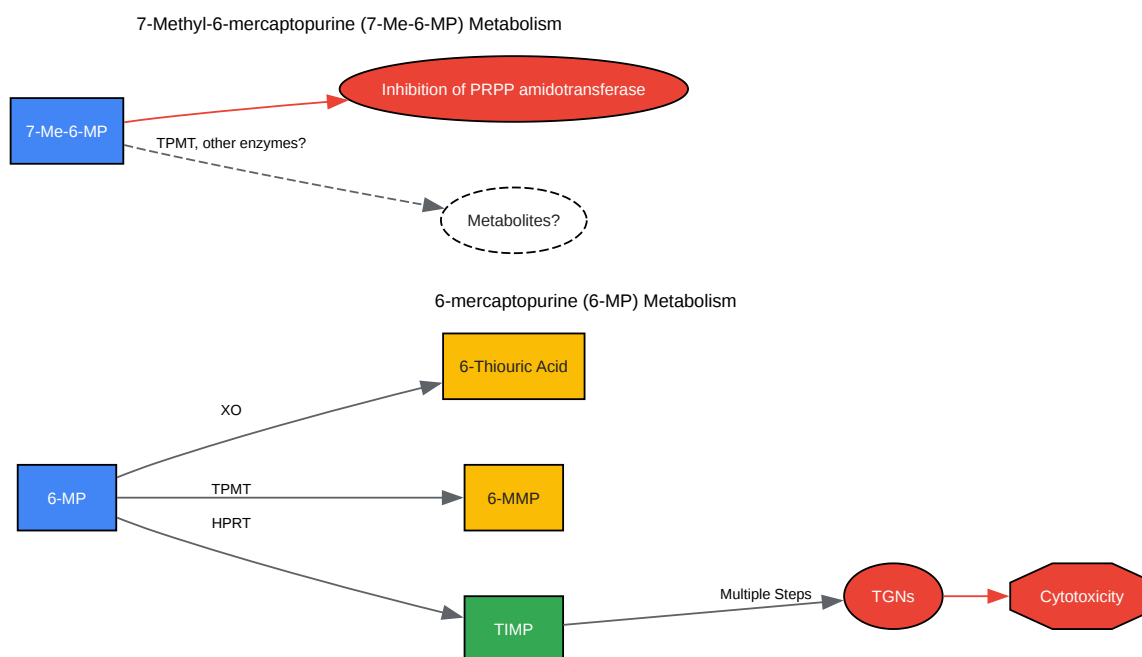 7-Methyl-6-mercaptopurine (7-Me-6-MP) Metabolism
Inhibition of PRPP amidotransferase
7-Me-6-MP
TPMT, other enzymes?
Metabolites?
6-mercaptopurine (6-MP) Metabolism
6-Thiouric Acid
XO
6-MP
TPMT
6-MMP
HPRT
TIMP
Multiple Steps
TGNs
Cytotoxicity